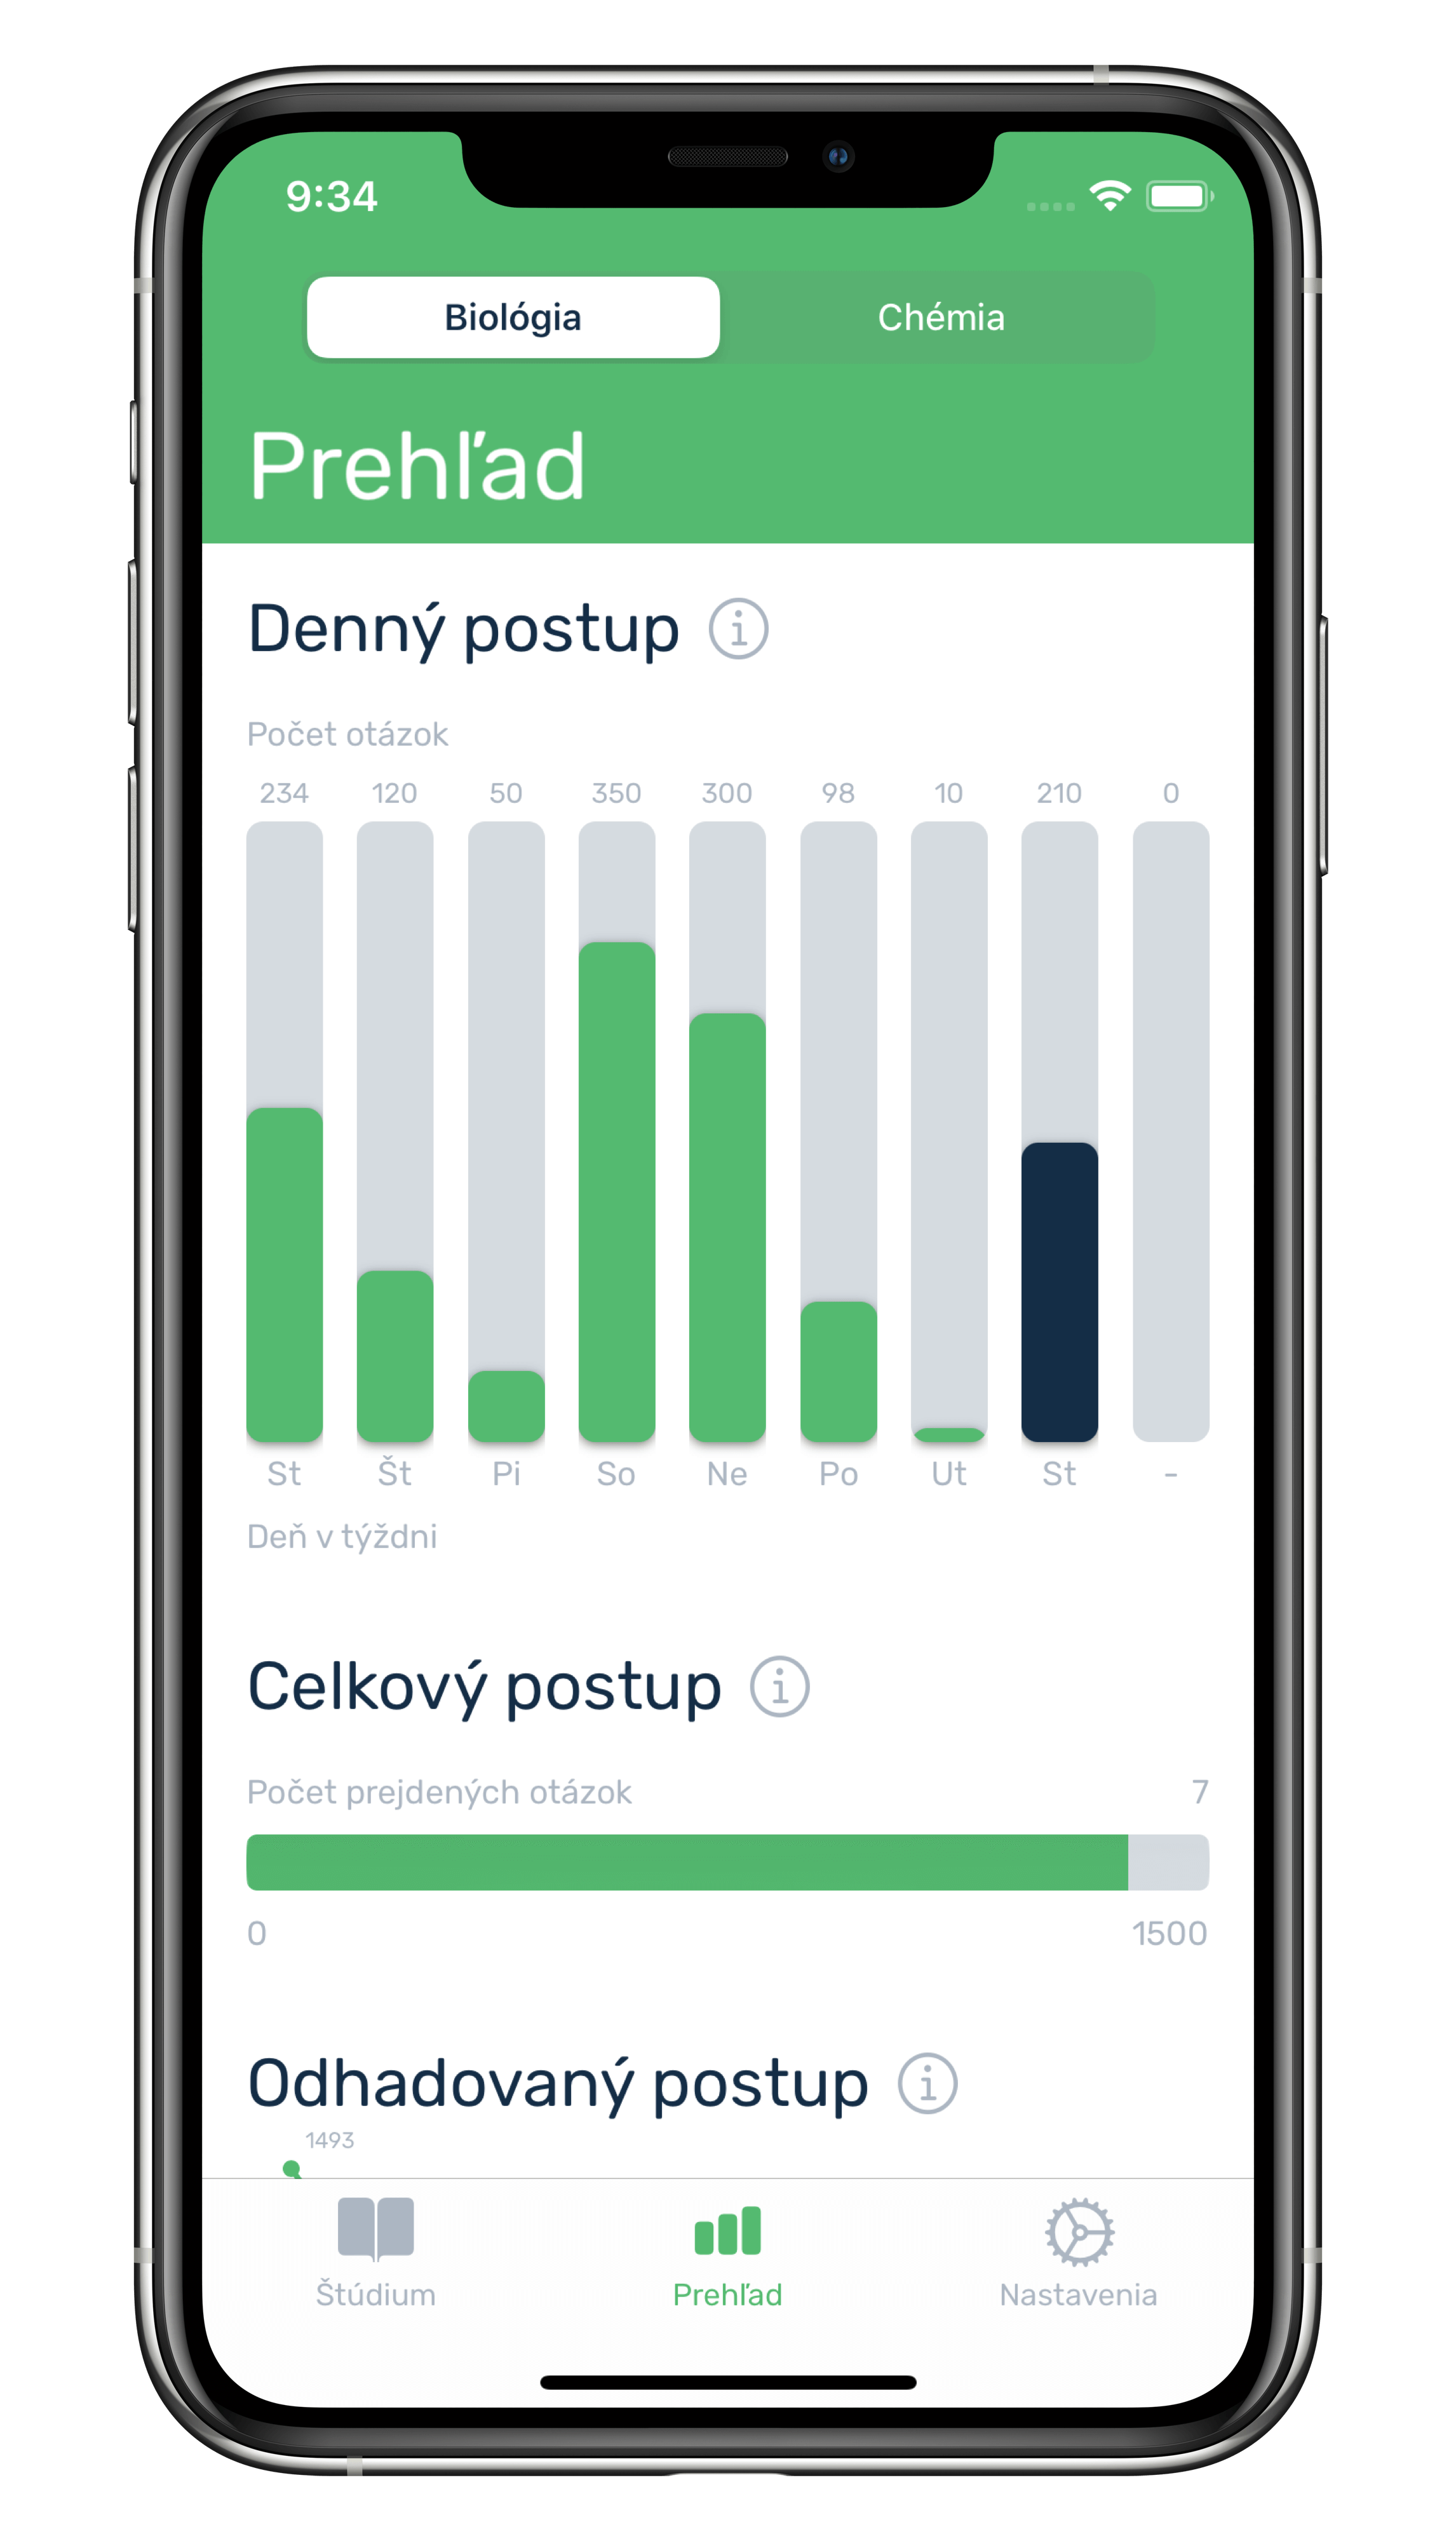 9:34
Biológia Chémia
Prehľad
Denný postup
Počet otázok
234 120 50 350 300 98 10 210 0
St Št Pi So Ne Po Ut St -
Deň v týždni
Celkový postup
Počet prejdených otázok 7
0 1500
Odhadovaný postup
1493
Štúdium Prehľad Nastavenia